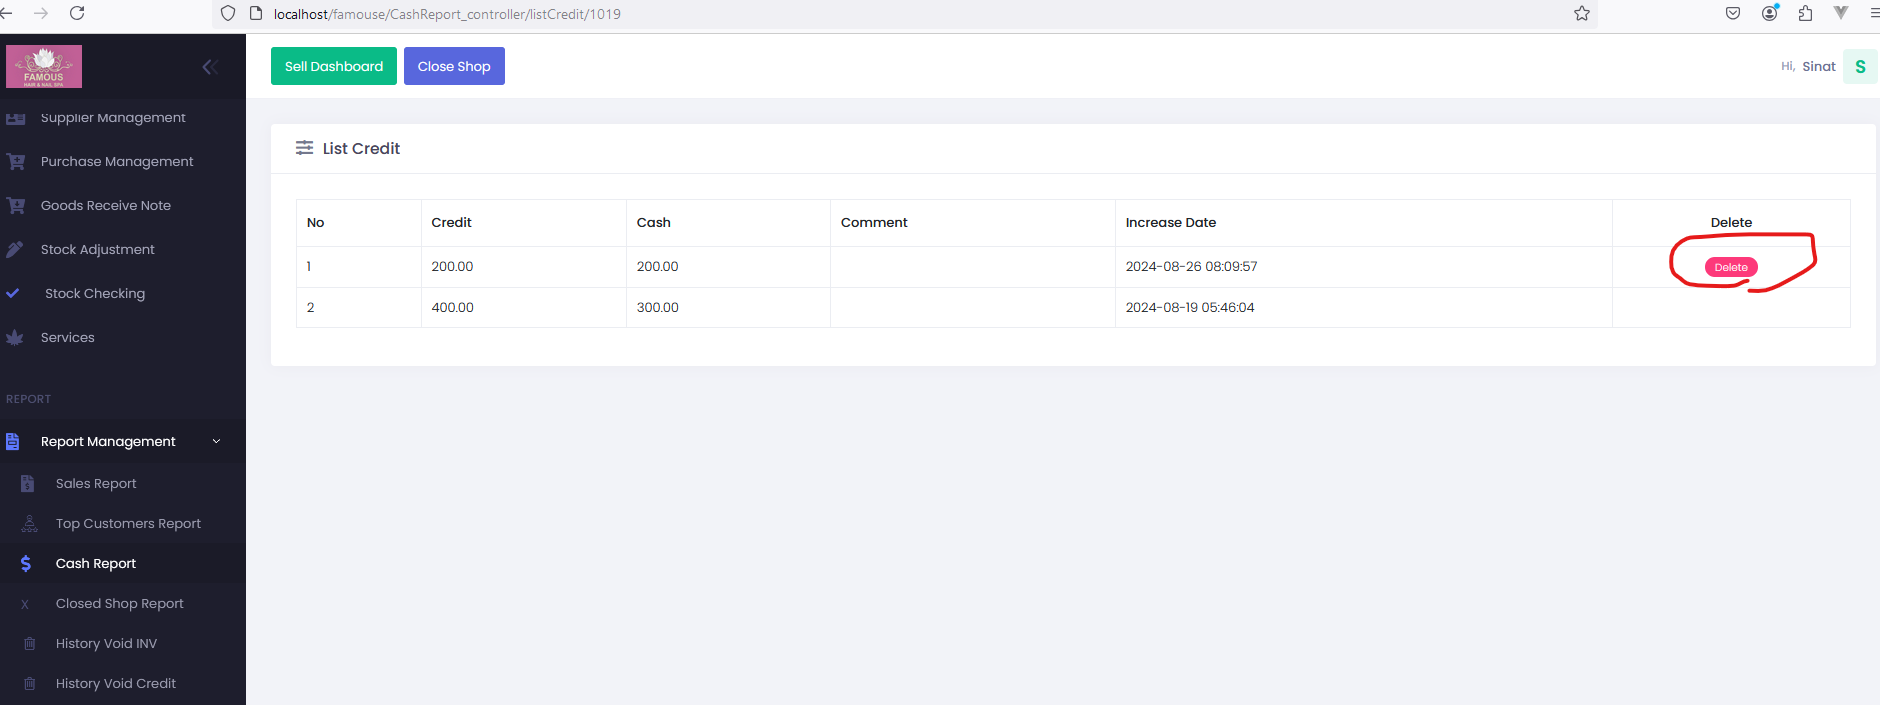 localhost/famouse/CashReport_controller/listCredit/1019
FAMOUS
HAIR & NAIL SPA
Sell Dashboard
Close Shop
Hi, Sinat
S
Supplier Management
Purchase Management
Goods Receive Note
Stock Adjustment
Stock Checking
Services
REPORT
Report Management
Sales Report
Top Customers Report
Cash Report
X Closed Shop Report
History Void INV
History Void Credit
List Credit
No Credit Cash Comment Increase Date Delete
1 200.00 200.00 2024-08-26 08:09:57 Delete
2 400.00 300.00 2024-08-19 05:46:04